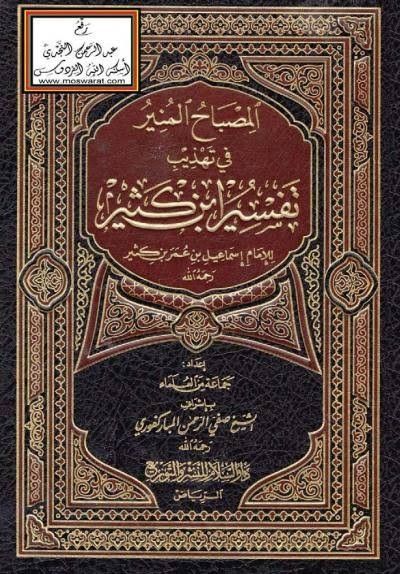 رفع
عبد الرحمن النجدي
أسكنه الله الفردوس
www.moswarat.com
المصباح المنير
في تهذيب
تفسير ابن كثير
للإمام إسماعيل بن عمر بن كثير
رحمه الله
إعداد:
جماعة من العلماء
بإشراف
الشيخ صفي الرحمن المباركفوري
رحمه الله
دار السلام للنشر والتوزيع
الرياض